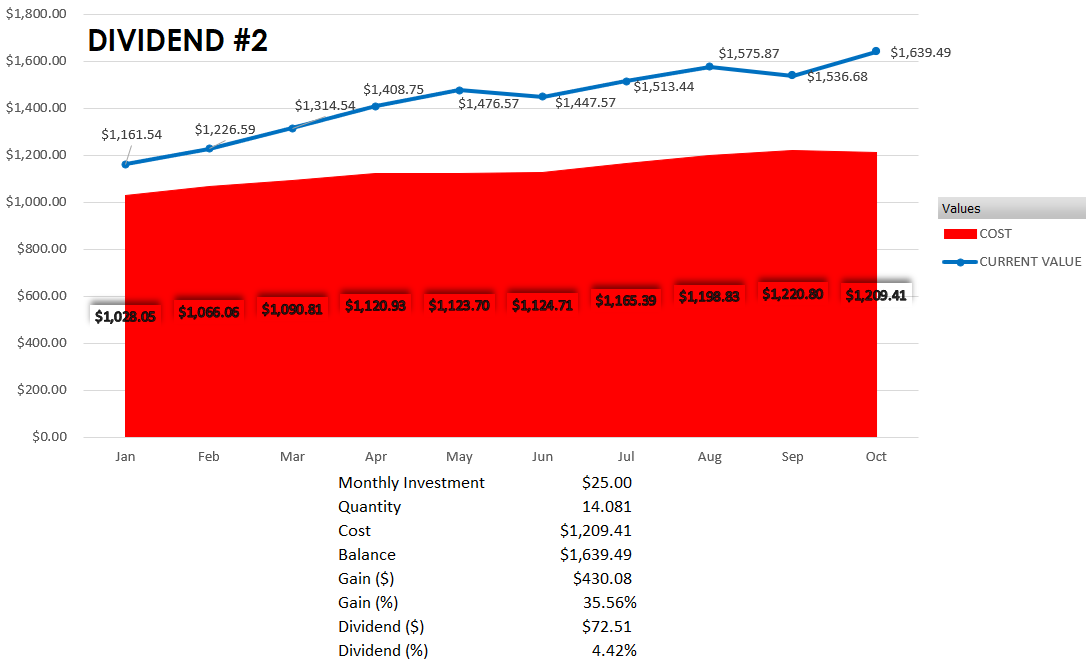 DIVIDEND #2
$1,800.00
$1,600.00
$1,400.00
$1,200.00
$1,000.00
$800.00
$600.00
$400.00
$200.00
$0.00
$1,161.54
$1,226.59
$1,314.54
$1,408.75
$1,476.57
$1,447.57
$1,513.44
$1,575.87
$1,536.68
$1,639.49
$1,028.05
$1,066.06
$1,090.81
$1,120.93
$1,123.70
$1,124.71
$1,165.39
$1,198.83
$1,220.80
$1,209.41
Jan
Feb
Mar
Apr
May
Jun
Jul
Aug
Sep
Oct
Values
COST
CURRENT VALUE
Monthly Investment $25.00
Quantity 14.081
Cost $1,209.41
Balance $1,639.49
Gain ($) $430.08
Gain (%) 35.56%
Dividend ($) $72.51
Dividend (%) 4.42%